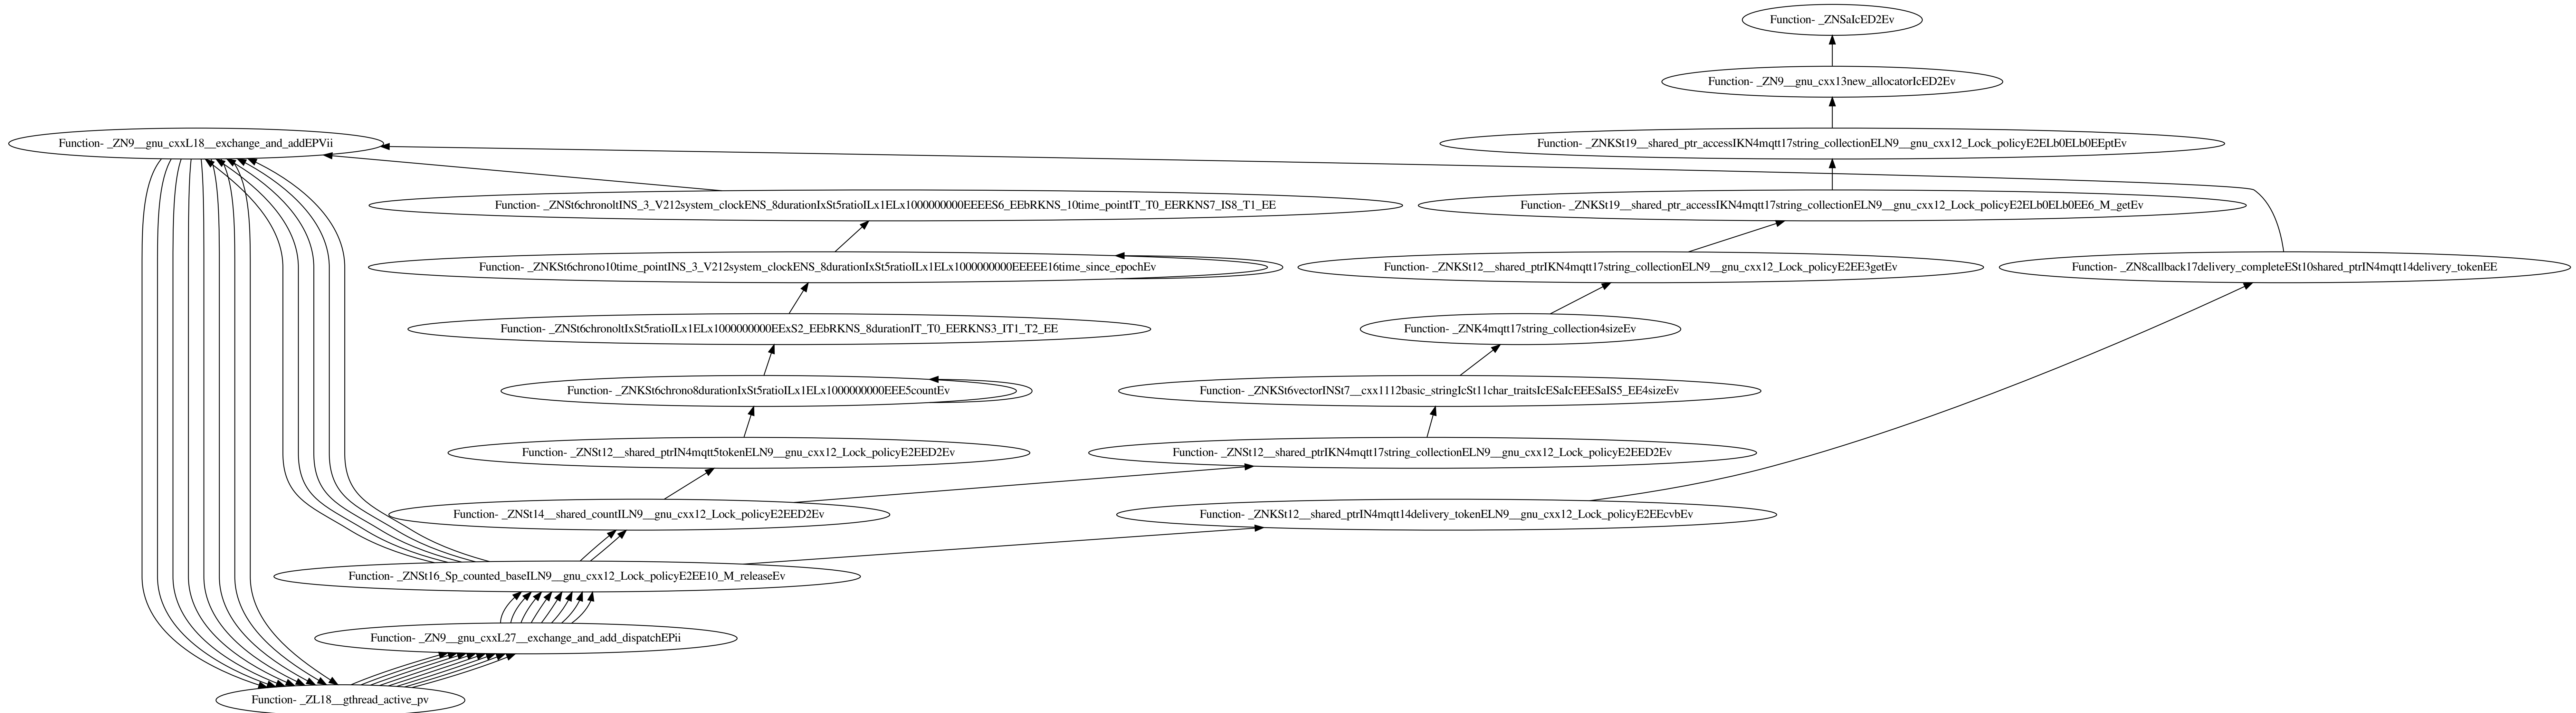 Function- _ZNSaIcED2Ev
Function- _ZN9__gnu_cxx13new_allocatorIcED2Ev
Function- _ZN9__gnu_cxxL18__exchange_and_addEPVii
Function- _ZNKSt19__shared_ptr_accessIKN4mqtt17string_collectionELN9__gnu_cxx12_Lock_policyE2ELb0ELb0EEptEv
Function- _ZNSt6chronoltINS_3_V212system_clockENS_8durationIxSt5ratioILx1ELx1000000000EEEES6_EEbRKNS_10time_pointIT_T0_EERKNS7_IS8_T1_EE
Function- _ZNKSt19__shared_ptr_accessIKN4mqtt17string_collectionELN9__gnu_cxx12_Lock_policyE2ELb0ELb0EE6_M_getEv
Function- _ZNKSt6chrono10time_pointINS_3_V212system_clockENS_8durationIxSt5ratioILx1ELx1000000000EEEEE16time_since_epochEv
Function- _ZNKSt12__shared_ptrIKN4mqtt17string_collectionELN9__gnu_cxx12_Lock_policyE2EE3getEv
Function- _ZN8callback17delivery_completeESt10shared_ptrIN4mqtt14delivery_tokenEE
Function- _ZNSt6chronoltIxSt5ratioILx1ELx1000000000EExS2_EEbRKNS_8durationIT_T0_EERKNS3_IT1_T2_EE
Function- _ZNK4mqtt17string_collection4sizeEv
Function- _ZNKSt6chrono8durationIxSt5ratioILx1ELx1000000000EEE5countEv
Function- _ZNKSt6vectorINSt7__cxx1112basic_stringIcSt11char_traitsIcESaIcEEESaIS5_EE4sizeEv
Function- _ZNSt12__shared_ptrIN4mqtt5tokenELN9__gnu_cxx12_Lock_policyE2EED2Ev
Function- _ZNSt12__shared_ptrIKN4mqtt17string_collectionELN9__gnu_cxx12_Lock_policyE2EED2Ev
Function- _ZNSt14__shared_countILN9__gnu_cxx12_Lock_policyE2EED2Ev
Function- _ZNKSt12__shared_ptrIN4mqtt14delivery_tokenELN9__gnu_cxx12_Lock_policyE2EEcvbEv
Function- _ZNSt16_Sp_counted_baseILN9__gnu_cxx12_Lock_policyE2EE10_M_releaseEv
Function- _ZN9__gnu_cxxL27__exchange_and_add_dispatchEPii
Function- _ZL18__gthread_active_pv